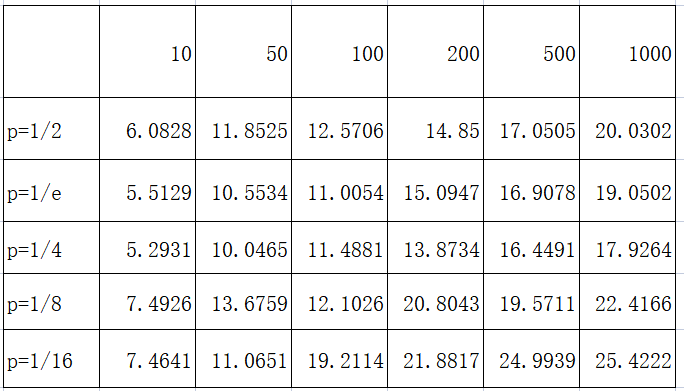 10 50 100 200 500 1000
p=1/2 6.0828 11.8525 12.5706 14.85 17.0505 20.0302
p=1/e 5.5129 10.5534 11.0054 15.0947 16.9078 19.0502
p=1/4 5.2931 10.0465 11.4881 13.8734 16.4491 17.9264
p=1/8 7.4926 13.6759 12.1026 20.8043 19.5711 22.4166
p=1/16 7.4641 11.0651 19.2114 21.8817 24.9939 25.4222